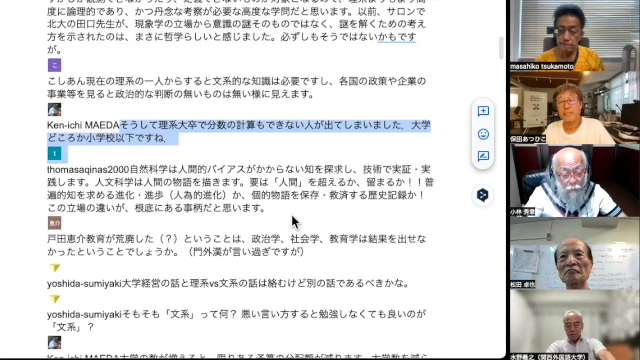 度に論理的であり、かつ丹念な考察が必要な高度な学問だと思います。以前、サロンで
北大の田口先生が、現象学の立場から意識の謎そのものではなく、謎を解くための考え
方を示されたのは、まさに哲学らしいと感じました。必ずしもそうではないかもです
が。
こ
こしあん現在の理系の一人からすると文系的な知識は必要ですし、各国の政策や企業の
事業等を見ると政治的な判断の無いものは無い様に見えます。
Ken-ichi MAEDAそうして理系大卒で分数の計算もできない人が出てしまいました．大学
どころか小学校以下ですね．
t
thomasaqinas2000自然科学は人間的バイアスがかからない知を探求し、技術で実証・実
践します。人文科学は人間の物語を描きます。要は「人間」を超えるか、留まるか！！普
遍的知を求める進化・進歩（人為的進化）か、個的物語を保存・救済する歴史記録か！
この立場の違いが、根底にある事柄だと思います。
恵介
戸田恵介教育が荒廃した（？）ということは、政治学、社会学、教育学は結果を出せな
かったということでしょうか。（門外漢が言い過ぎですが）
yoshida-sumiyaki大学経営の話と理系vs文系の話は絡むけど別の話であるべきかな。
yoshida-sumiyakiそもそも「文系」って何？ 悪い言い方すると勉強しなくても良いのが
「文系」？
masahiko tsukamoto
保田あつひこ
小林 秀章
松田 卓也
水野義之（関西外国語大学）